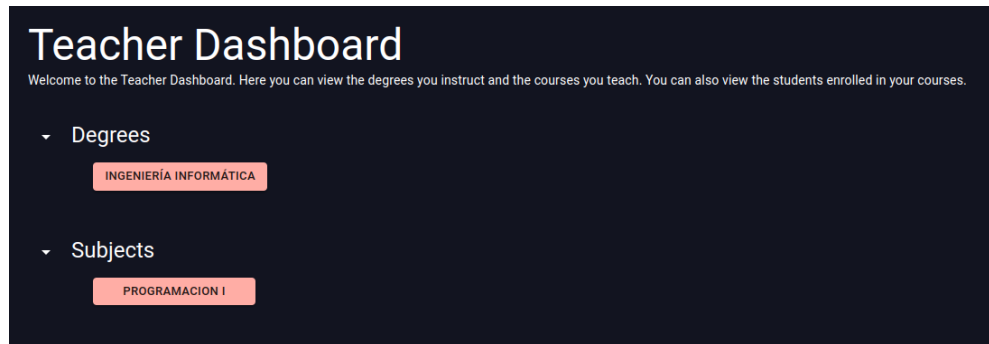 Teacher Dashboard
Welcome to the Teacher Dashboard. Here you can view the degrees you instruct and the courses you teach. You can also view the students enrolled in your courses.
Degrees
INGENIERÍA INFORMÁTICA
Subjects
PROGRAMACION I